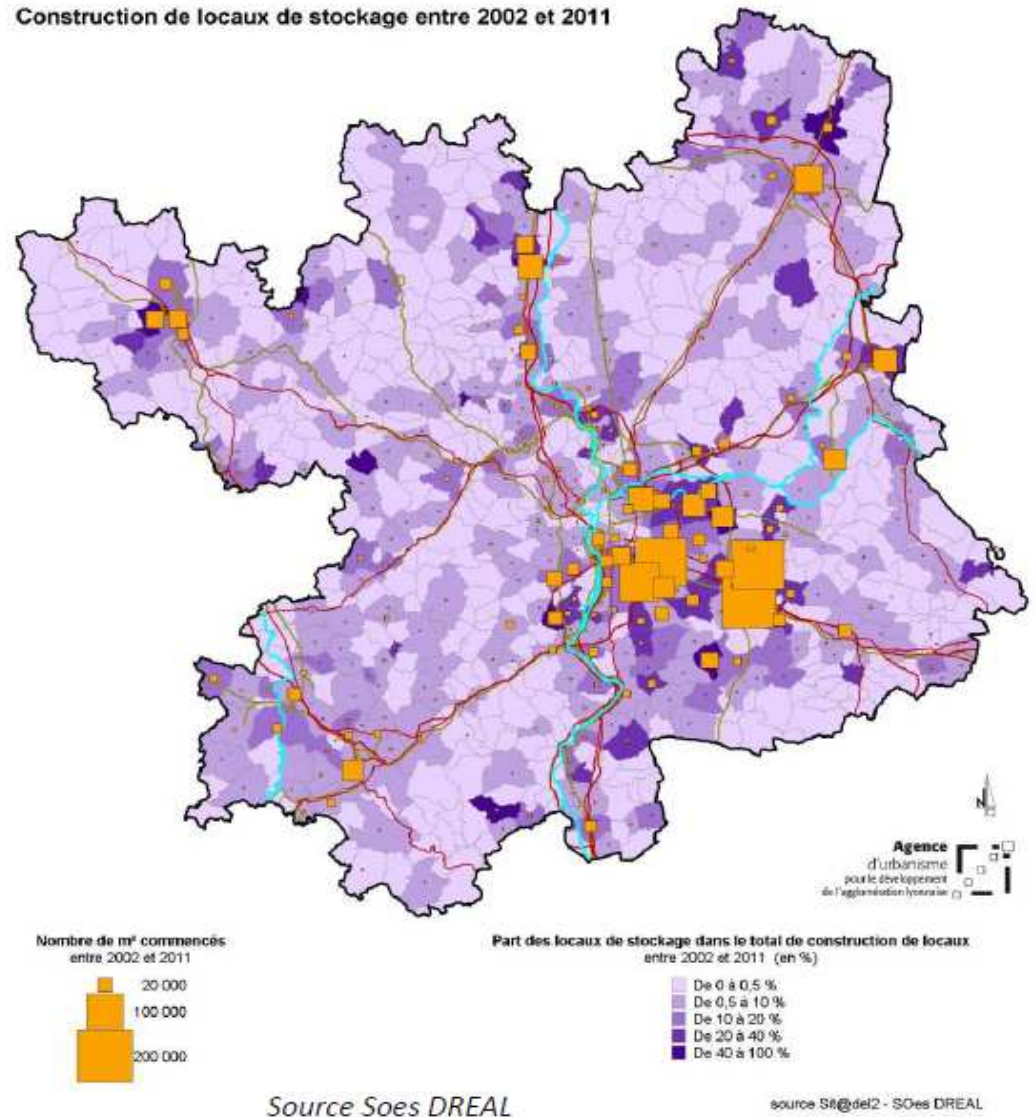 Construction de locaux de stockage entre 2002 et 2011
N
Agence
d'urbanisme
pour le développement
de l'agglomération lyonnaise
Nombre de m² commencés
entre 2002 et 2011
20 000
100 000
200 000
Part des locaux de stockage dans le total de construction de locaux
entre 2002 et 2011 (en %)
De 0 à 0,5 %
De 0,5 à 10 %
De 10 à 20 %
De 20 à 40 %
De 40 à 100 %
Source Soes DREAL
source Sit@del2 - SOes DREAL